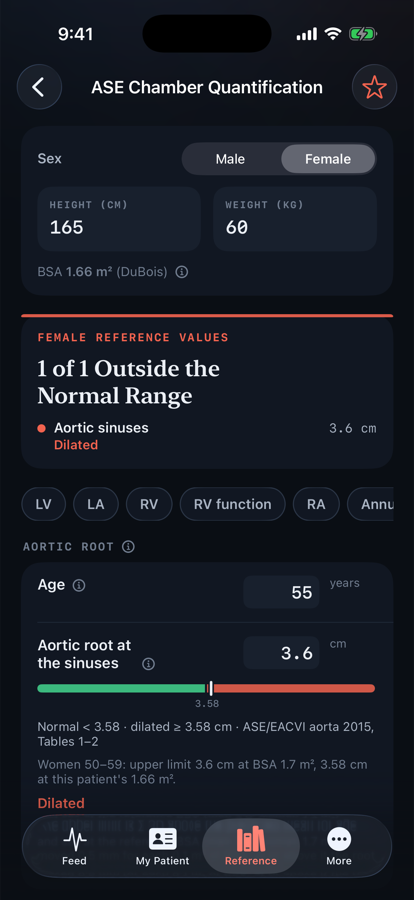 9:41
ASE Chamber Quantification
Sex
Male
Female
HEIGHT (CM)
165
WEIGHT (KG)
60
BSA 1.66 m² (DuBois)
FEMALE REFERENCE VALUES
1 of 1 Outside the
Normal Range
Aortic sinuses
3.6 cm
Dilated
LV
LA
RV
RV function
RA
Annu
AORTIC ROOT
Age
55
years
Aortic root at
the sinuses
3.6
cm
3.58
Normal < 3.58 · dilated ≥ 3.58 cm · ASE/EACVI aorta 2015,
Tables 1–2
Women 50–59: upper limit 3.6 cm at BSA 1.7 m², 3.58 cm
at this patient's 1.66 m².
Dilated
Feed
My Patient
Reference
More